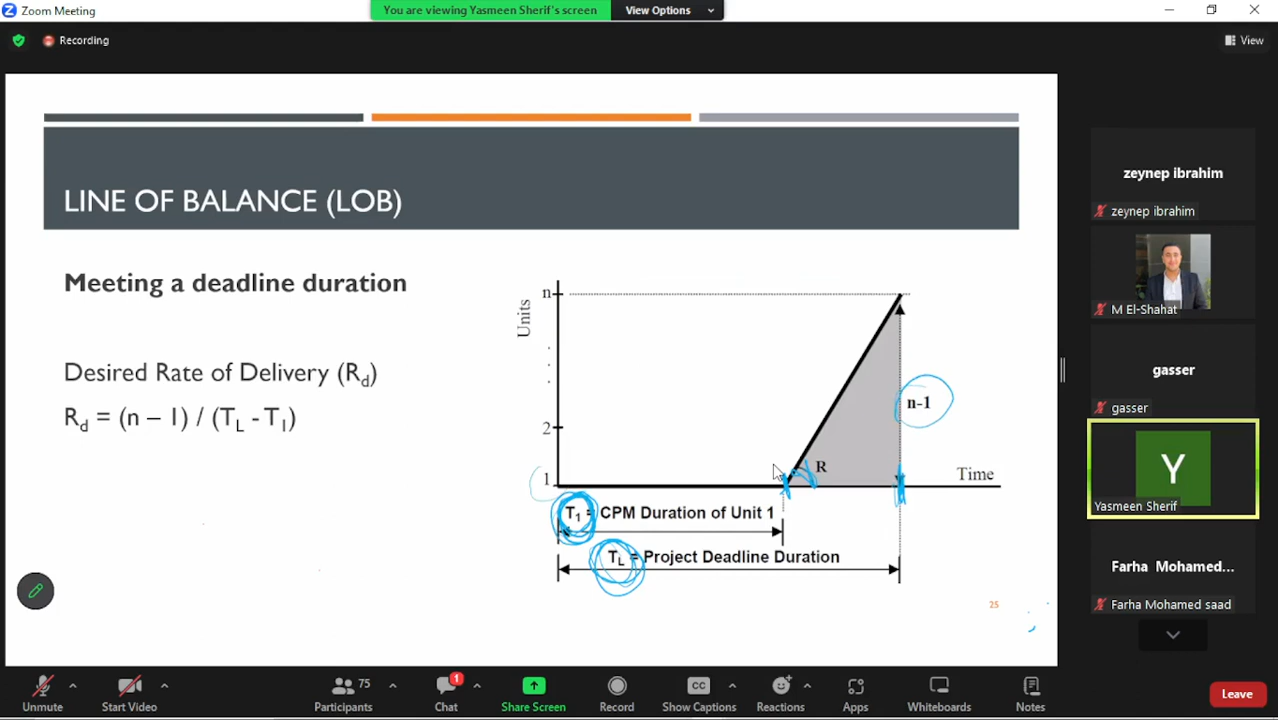 Zoom Meeting
You are viewing Yasmeen Sherif's screen
View Options
Recording
View
LINE OF BALANCE (LOB)
Meeting a deadline duration
Desired Rate of Delivery (Rd)
Rd = (n – 1) / (TL - T1)
Units
n
2
1
n-1
R
Time
T1 = CPM Duration of Unit 1
TL = Project Deadline Duration
25
zeynep ibrahim
zeynep ibrahim
M El-Shahat
gasser
gasser
Y
Yasmeen Sherif
Farha Mohamed...
Farha Mohamed saad
Unmute
Start Video
75
Participants
1
Chat
Share Screen
Record
CC
Show Captions
Reactions
Apps
Whiteboards
Notes
Leave